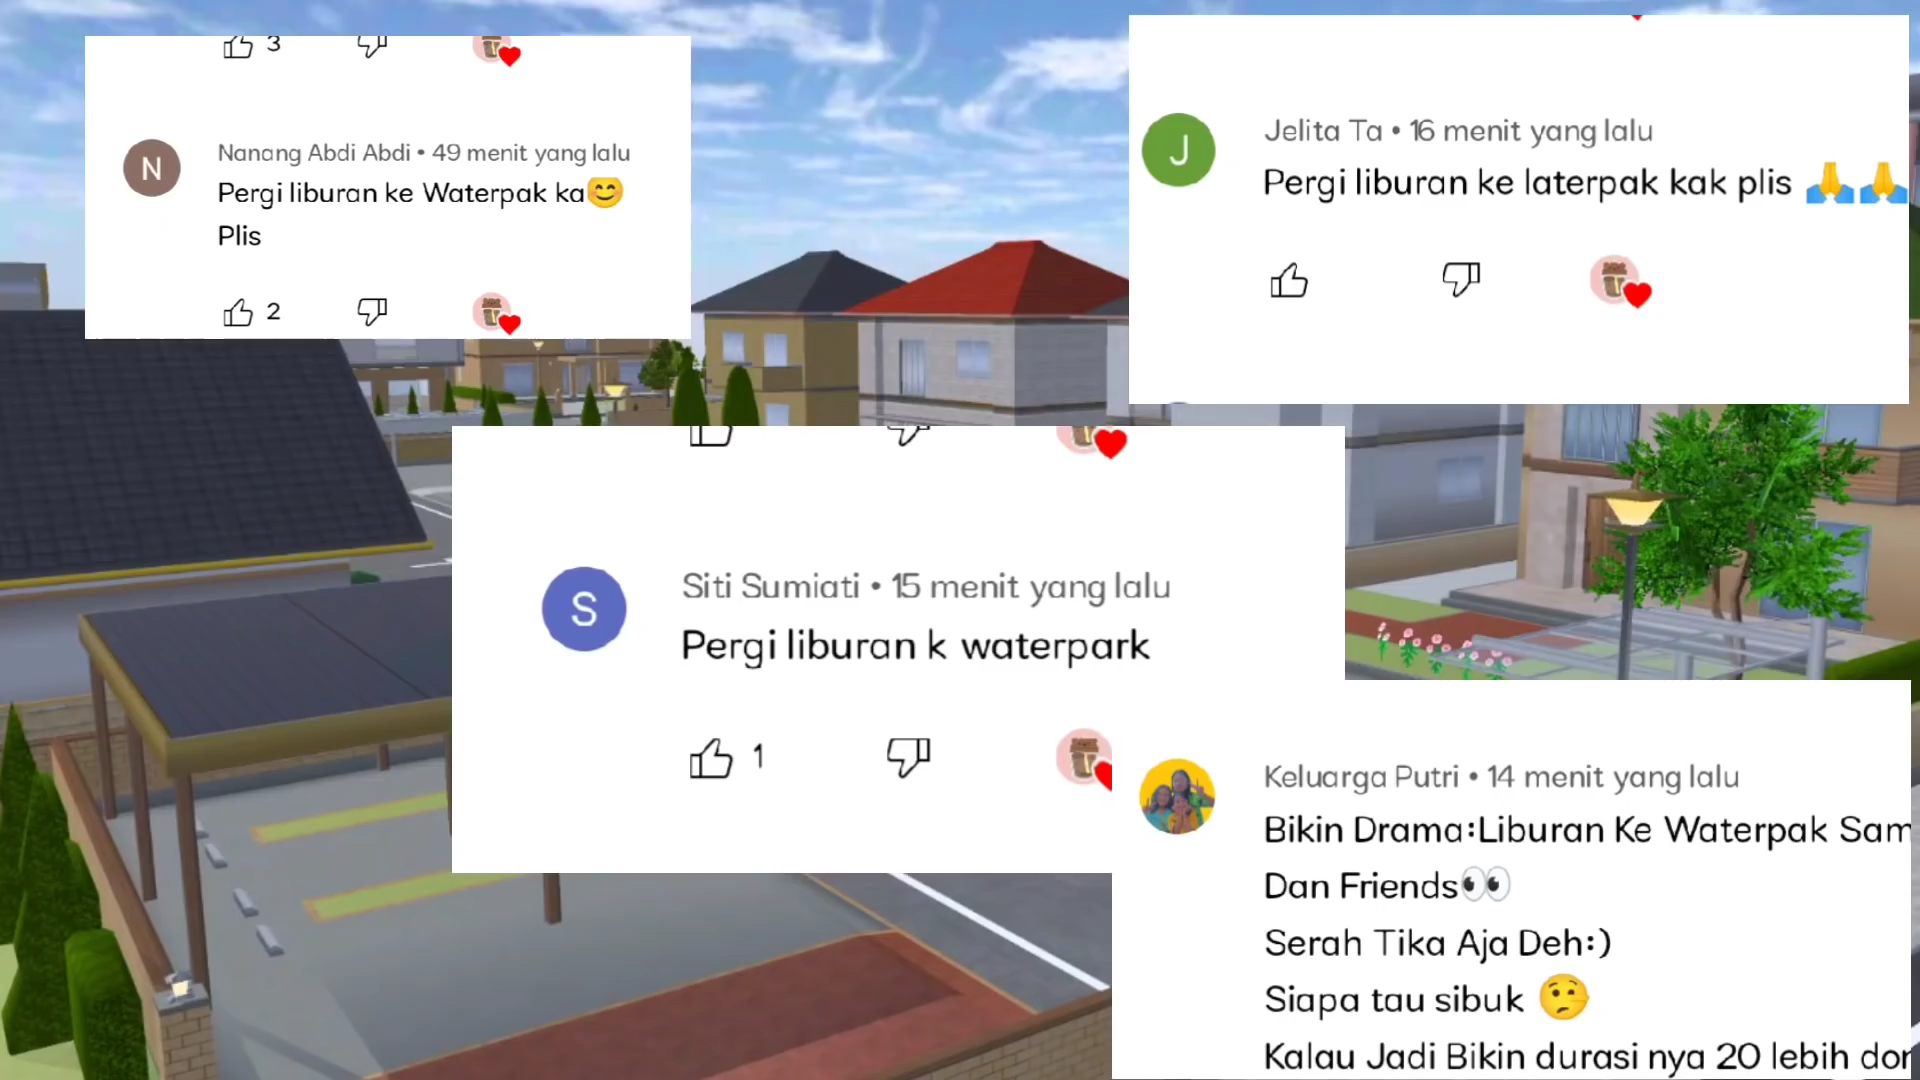 3
Nanang Abdi Abdi • 49 menit yang lalu
N
Pergi liburan ke Waterpak ka😊
Plis
2
Jelita Ta • 16 menit yang lalu
J
Pergi liburan ke laterpak kak plis 🙏🙏
Siti Sumiati • 15 menit yang lalu
S
Pergi liburan k waterpark
1
Keluarga Putri • 14 menit yang lalu
Bikin Drama:Liburan Ke Waterpak Sam
Dan Friends👀
Serah Tika Aja Deh:)
Siapa tau sibuk 🤥
Kalau Jadi Bikin durasi nya 20 lebih don